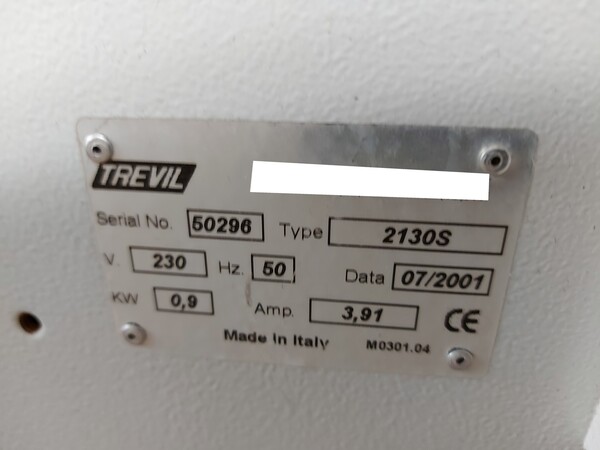 TREVIL
Serial No. 50296 Type 2130S
V. 230 Hz. 50 Data 07/2001
KW 0,9 Amp. 3,91 CE
Made in Italy M0301.04